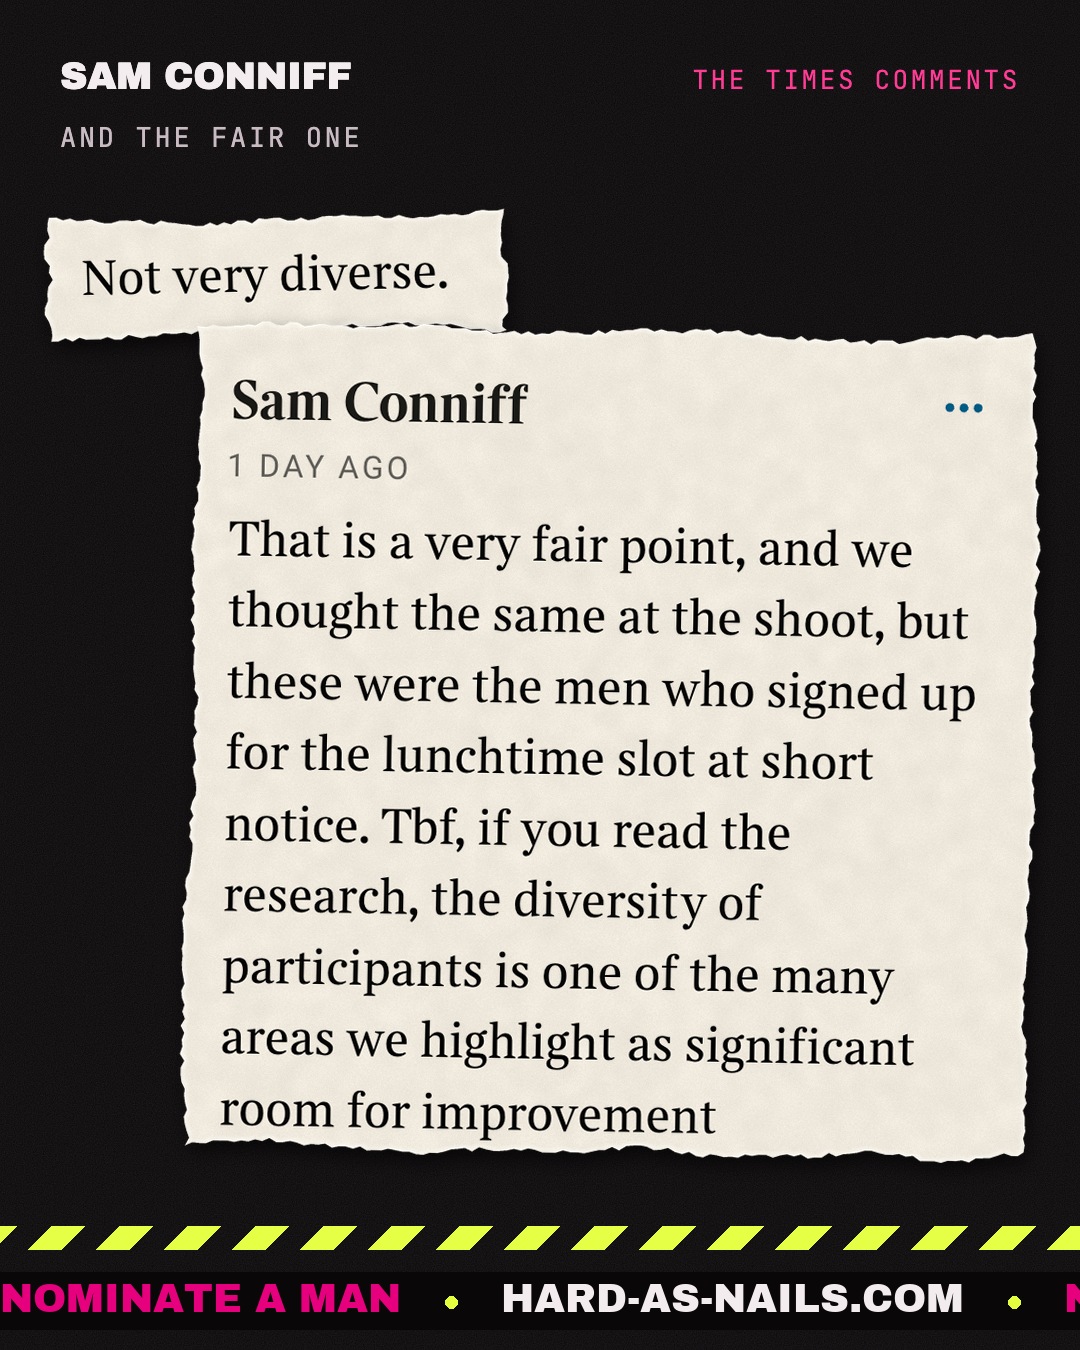 SAM CONNIFF
THE TIMES COMMENTS
AND THE FAIR ONE
Not very diverse.
Sam Conniff
1 DAY AGO
That is a very fair point, and we
thought the same at the shoot, but
these were the men who signed up
for the lunchtime slot at short
notice. Tbf, if you read the
research, the diversity of
participants is one of the many
areas we highlight as significant
room for improvement
NOMINATE A MAN • HARD-AS-NAILS.COM •